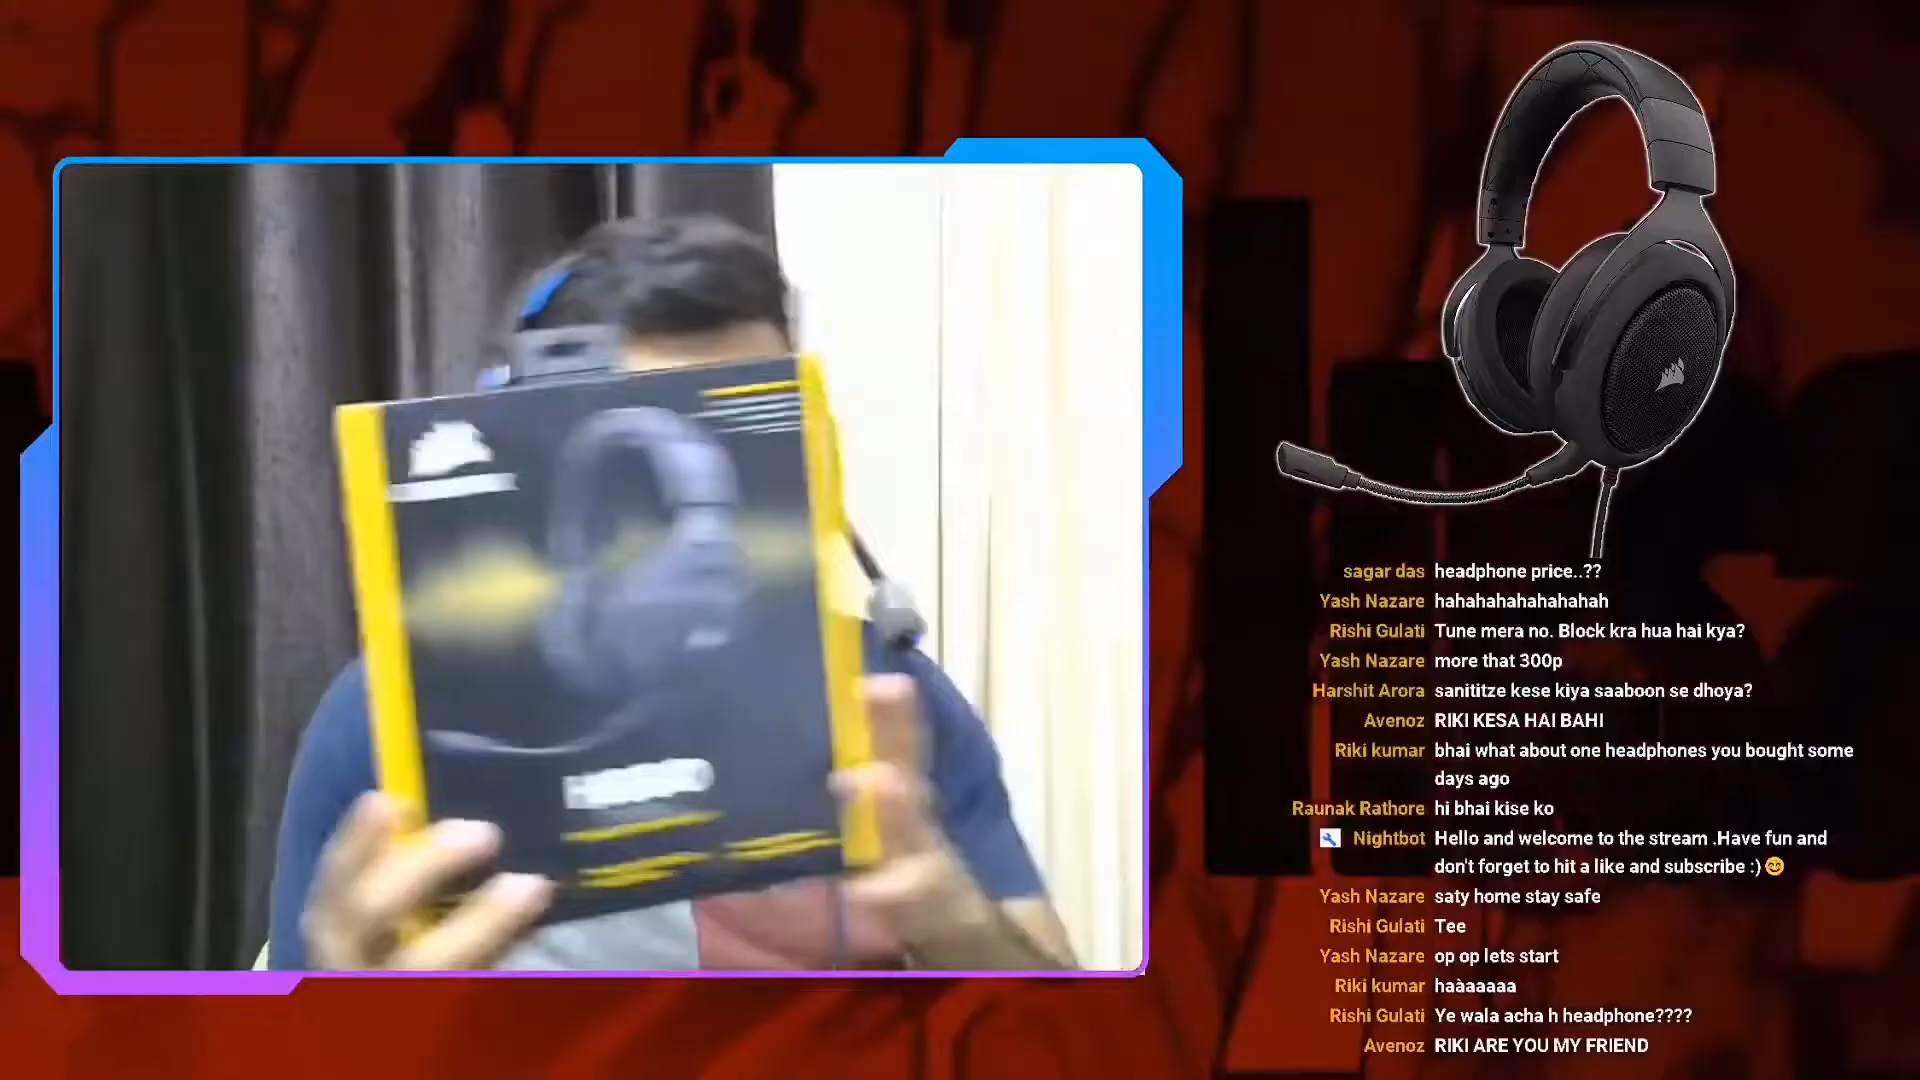 sagar das headphone price..??
Yash Nazare hahahahahahahah
Rishi Gulati Tune mera no. Block kra hua hai kya?
Yash Nazare more that 300p
Harshit Arora sanititze kese kiya saaboon se dhoya?
Avenoz RIKI KESA HAI BAHI
Riki kumar bhai what about one headphones you bought some
days ago
Raunak Rathore hi bhai kise ko
Nightbot Hello and welcome to the stream .Have fun and
don't forget to hit a like and subscribe :) 😊
Yash Nazare saty home stay safe
Rishi Gulati Tee
Yash Nazare op op lets start
Riki kumar haàaaaaa
Rishi Gulati Ye wala acha h headphone????
Avenoz RIKI ARE YOU MY FRIEND